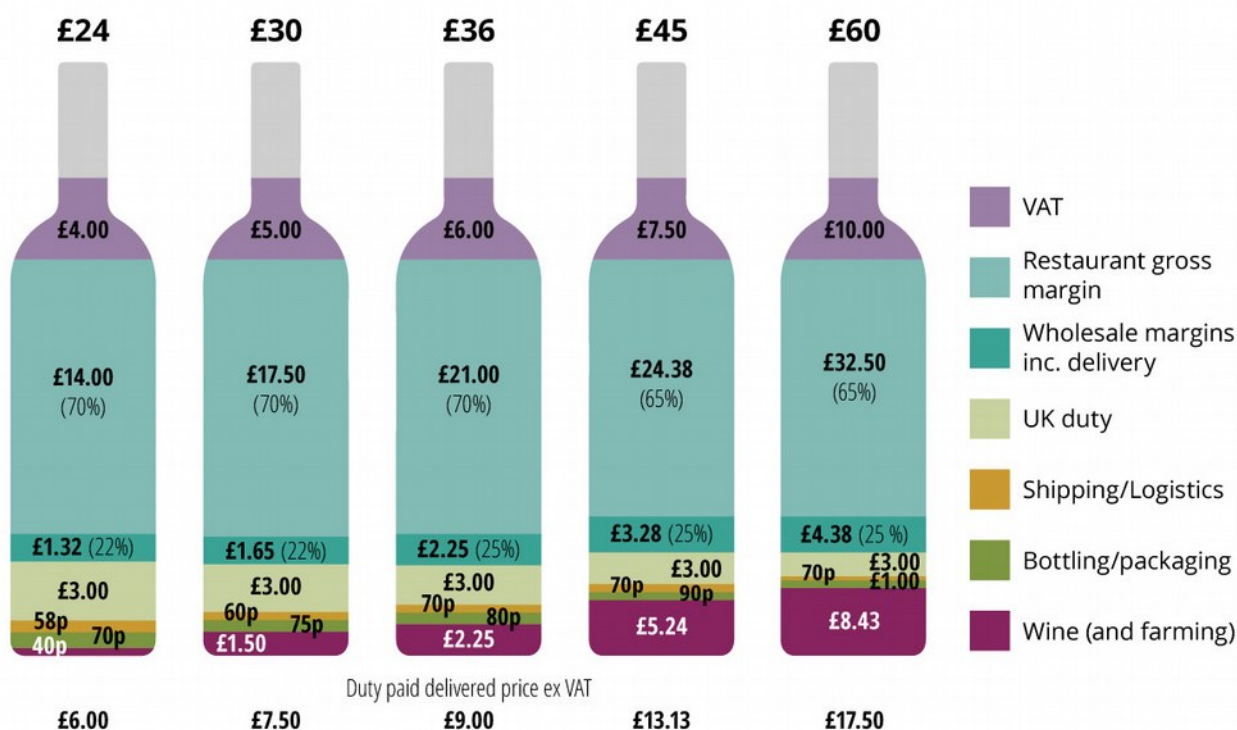 £24 £30 £36 £45 £60
£4.00 £5.00 £6.00 £7.50 £10.00
£14.00 £17.50 £21.00 £24.38 £32.50
(70%) (70%) (70%) (65%) (65%)
£1.32 (22%) £1.65 (22%) £2.25 (25%) £3.28 (25%) £4.38 (25 %)
£3.00 £3.00 £3.00 £3.00 £3.00
58p 60p 70p 70p 70p
70p 75p 80p 90p £1.00
40p £1.50 £2.25 £5.24 £8.43
VAT
Restaurant gross
margin
Wholesale margins
inc. delivery
UK duty
Shipping/Logistics
Bottling/packaging
Wine (and farming)
Duty paid delivered price ex VAT
£6.00 £7.50 £9.00 £13.13 £17.50